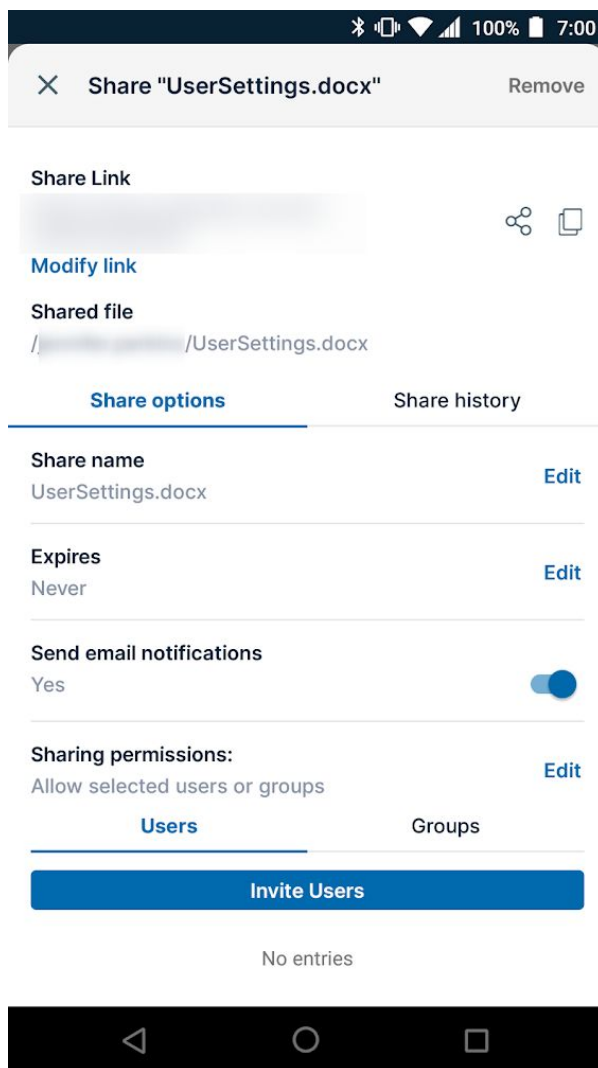 100% 7:00
Share "UserSettings.docx" Remove
Share Link
Modify link
Shared file
/ /UserSettings.docx
Share options Share history
Share name
UserSettings.docx
Edit
Expires
Never
Edit
Send email notifications
Yes
Sharing permissions:
Allow selected users or groups
Edit
Users Groups
Invite Users
No entries